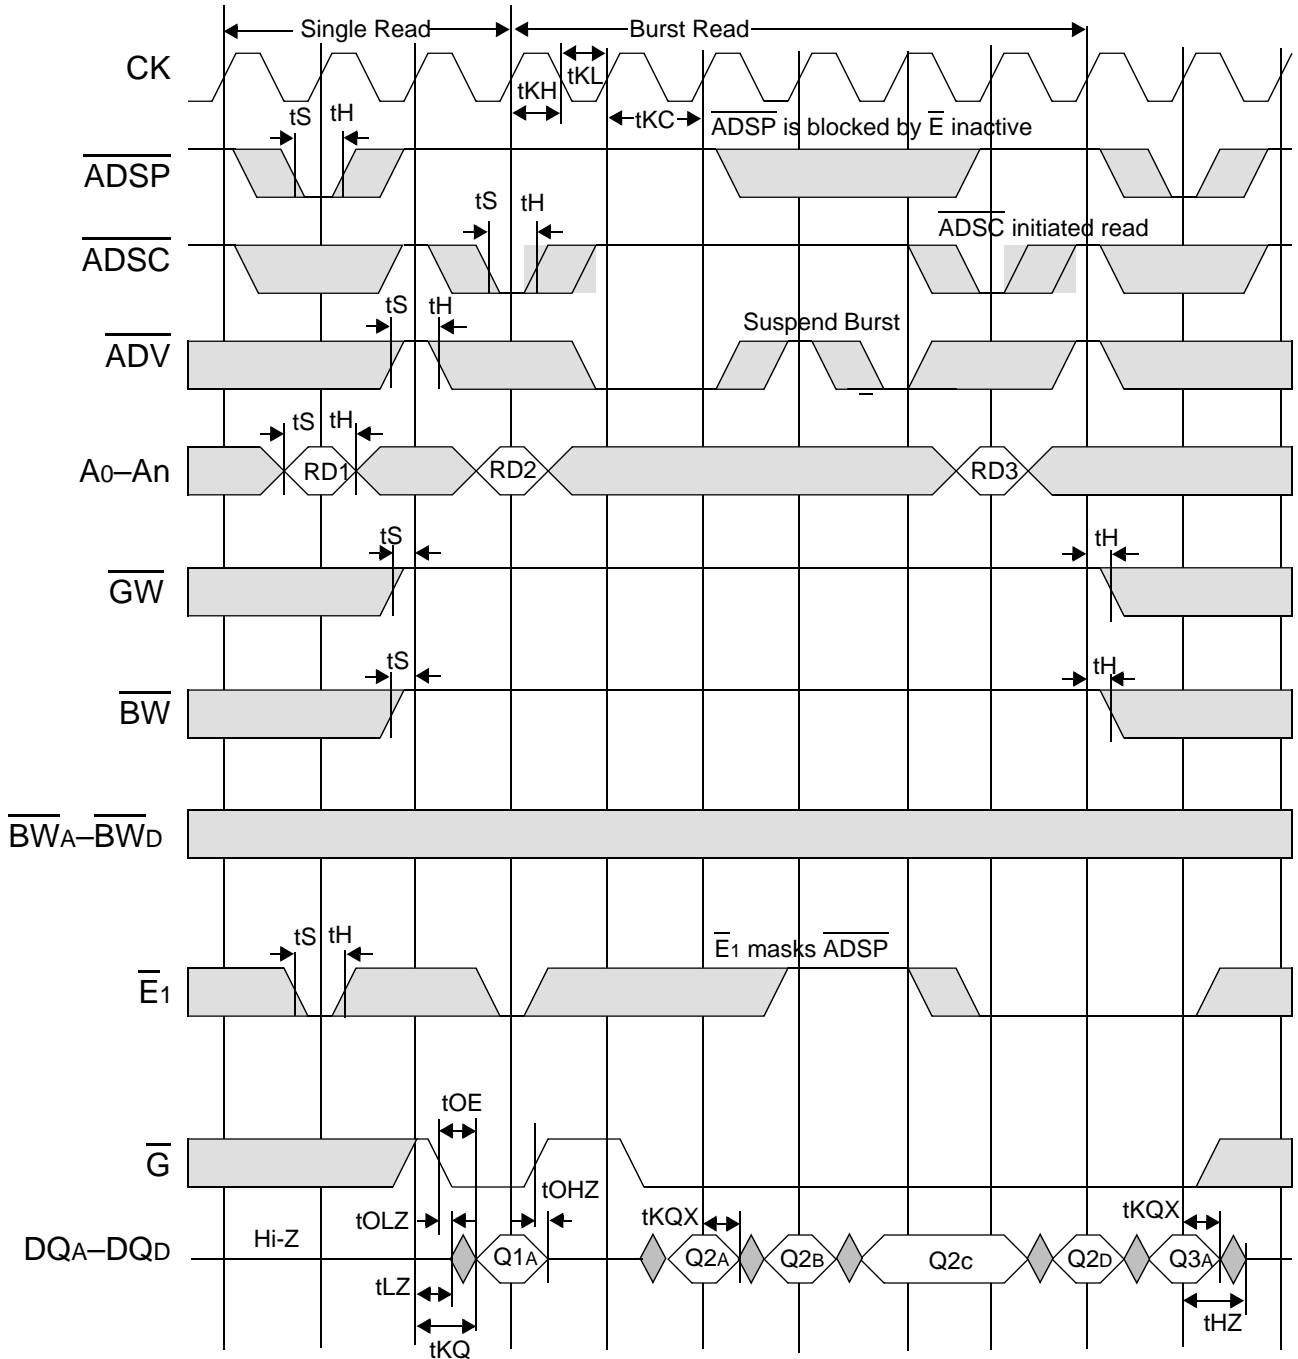 Single Read Burst Read
CK
tKH tKL
tS tH tKC ADSP is blocked by E inactive
ADSP
tS tH
ADSC initiated read
ADSC
tS tH Suspend Burst
ADV
tS tH
A0–An RD1 RD2 RD3
tS tH
GW
tS tH
BW
BWA–BWD
tS tH E1 masks ADSP
E1
tOE
G
tOHZ
tOLZ tKQX tKQX
Hi-Z
DQA–DQD Q1A Q2A Q2B Q2c Q2D Q3A
tLZ tHZ
tKQ